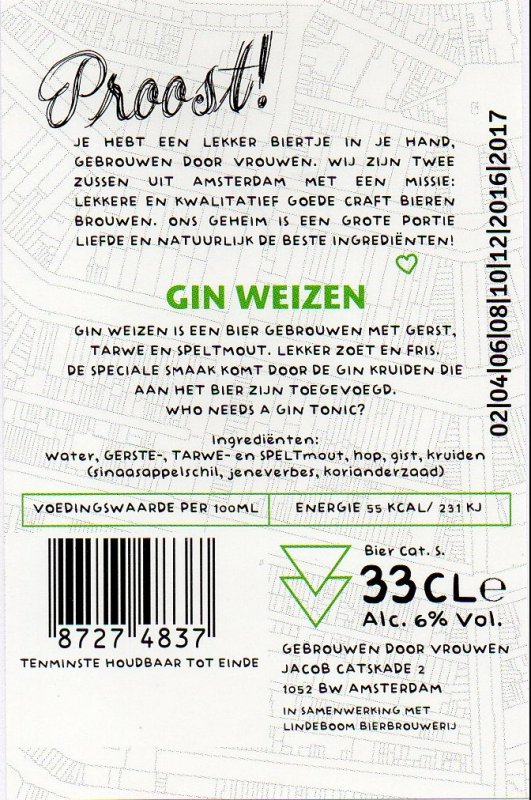 Proost!
JE HEBT EEN LEKKER BIERTJE IN JE HAND,
GEBROUWEN DOOR VROUWEN. WIJ ZIJN TWEE
ZUSSEN UIT AMSTERDAM MET EEN MISSIE:
LEKKERE EN KWALITATIEF GOEDE CRAFT BIEREN
BROUWEN. ONS GEHEIM IS EEN GROTE PORTIE
LIEFDE EN NATUURLIJK DE BESTE INGREDIËNTEN!
02|04|06|08|10|12|2016|2017
GIN WEIZEN
GIN WEIZEN IS EEN BIER GEBROUWEN MET GERST,
TARWE EN SPELTMOUT. LEKKER ZOET EN FRIS.
DE SPECIALE SMAAK KOMT DOOR DE GIN KRUIDEN DIE
AAN HET BIER ZIJN TOEGEVOEGD.
WHO NEEDS A GIN TONIC?
Ingrediënten:
water, GERSTE-, TARWE- en SPELTmout, hop, gist, kruiden
(sinaasappelschil, jeneverbes, korianderzaad)
VOEDINGSWAARDE PER 100ML
ENERGIE 55 KCAL/ 231 KJ
8727 4837
TENMINSTE HOUDBAAR TOT EINDE
Bier Cat. S.
33CL℮
Alc. 6% Vol.
GEBROUWEN DOOR VROUWEN
JACOB CATSKADE 2
1052 BW AMSTERDAM
IN SAMENWERKING MET
LINDEBOOM BIERBROUWERIJ